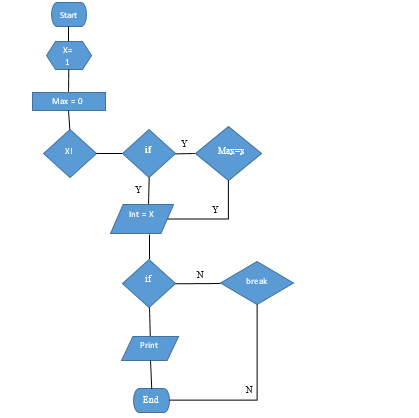 Start
X=
1
Max = 0
X!
if
Y
Max=x
Y
Int = X
Y
if
N
break
Print
End
N